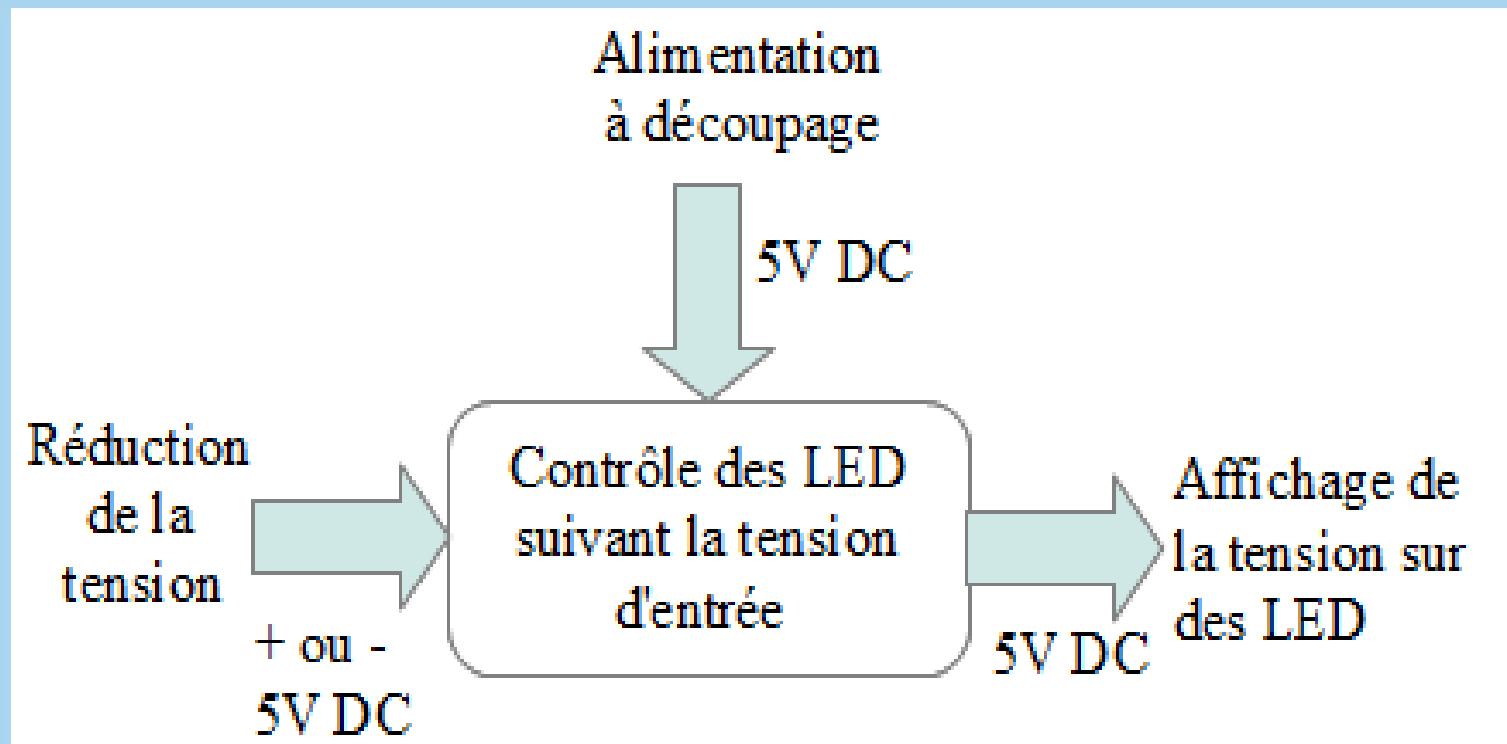 Alimentation
à découpage
5V DC
Réduction
de la
tension
+ ou -
5V DC
Contrôle des LED
suivant la tension
d'entrée
5V DC
Affichage de
la tension sur
des LED